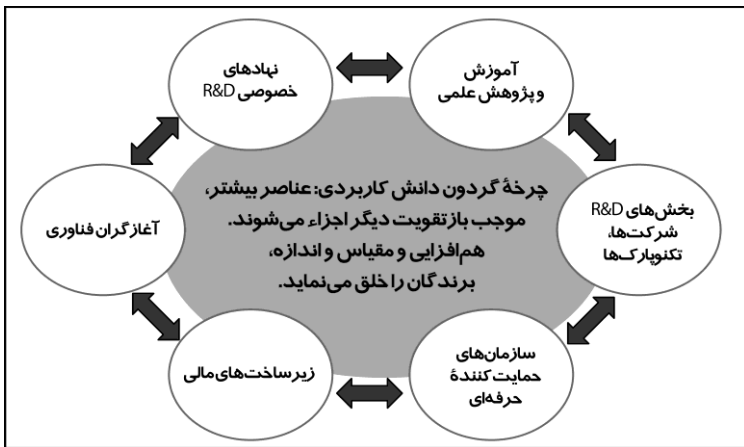 آموزش
و پژوهش علمی
نهادهای
خصوصی R&D
بخش‌های R&D
شرکت‌ها،
تکنوپارک‌ها
آغازگران فناوری
چرخهٔ گردون دانش کاربردی: عناصر بیشتر،
موجب بازتقویت دیگر اجزاء می‌شوند.
هم‌افزایی و مقیاس و اندازه،
برندگان را خلق می‌نماید.
سازمان‌های
حمایت کنندهٔ
حرفه‌ای
زیرساخت‌های مالی